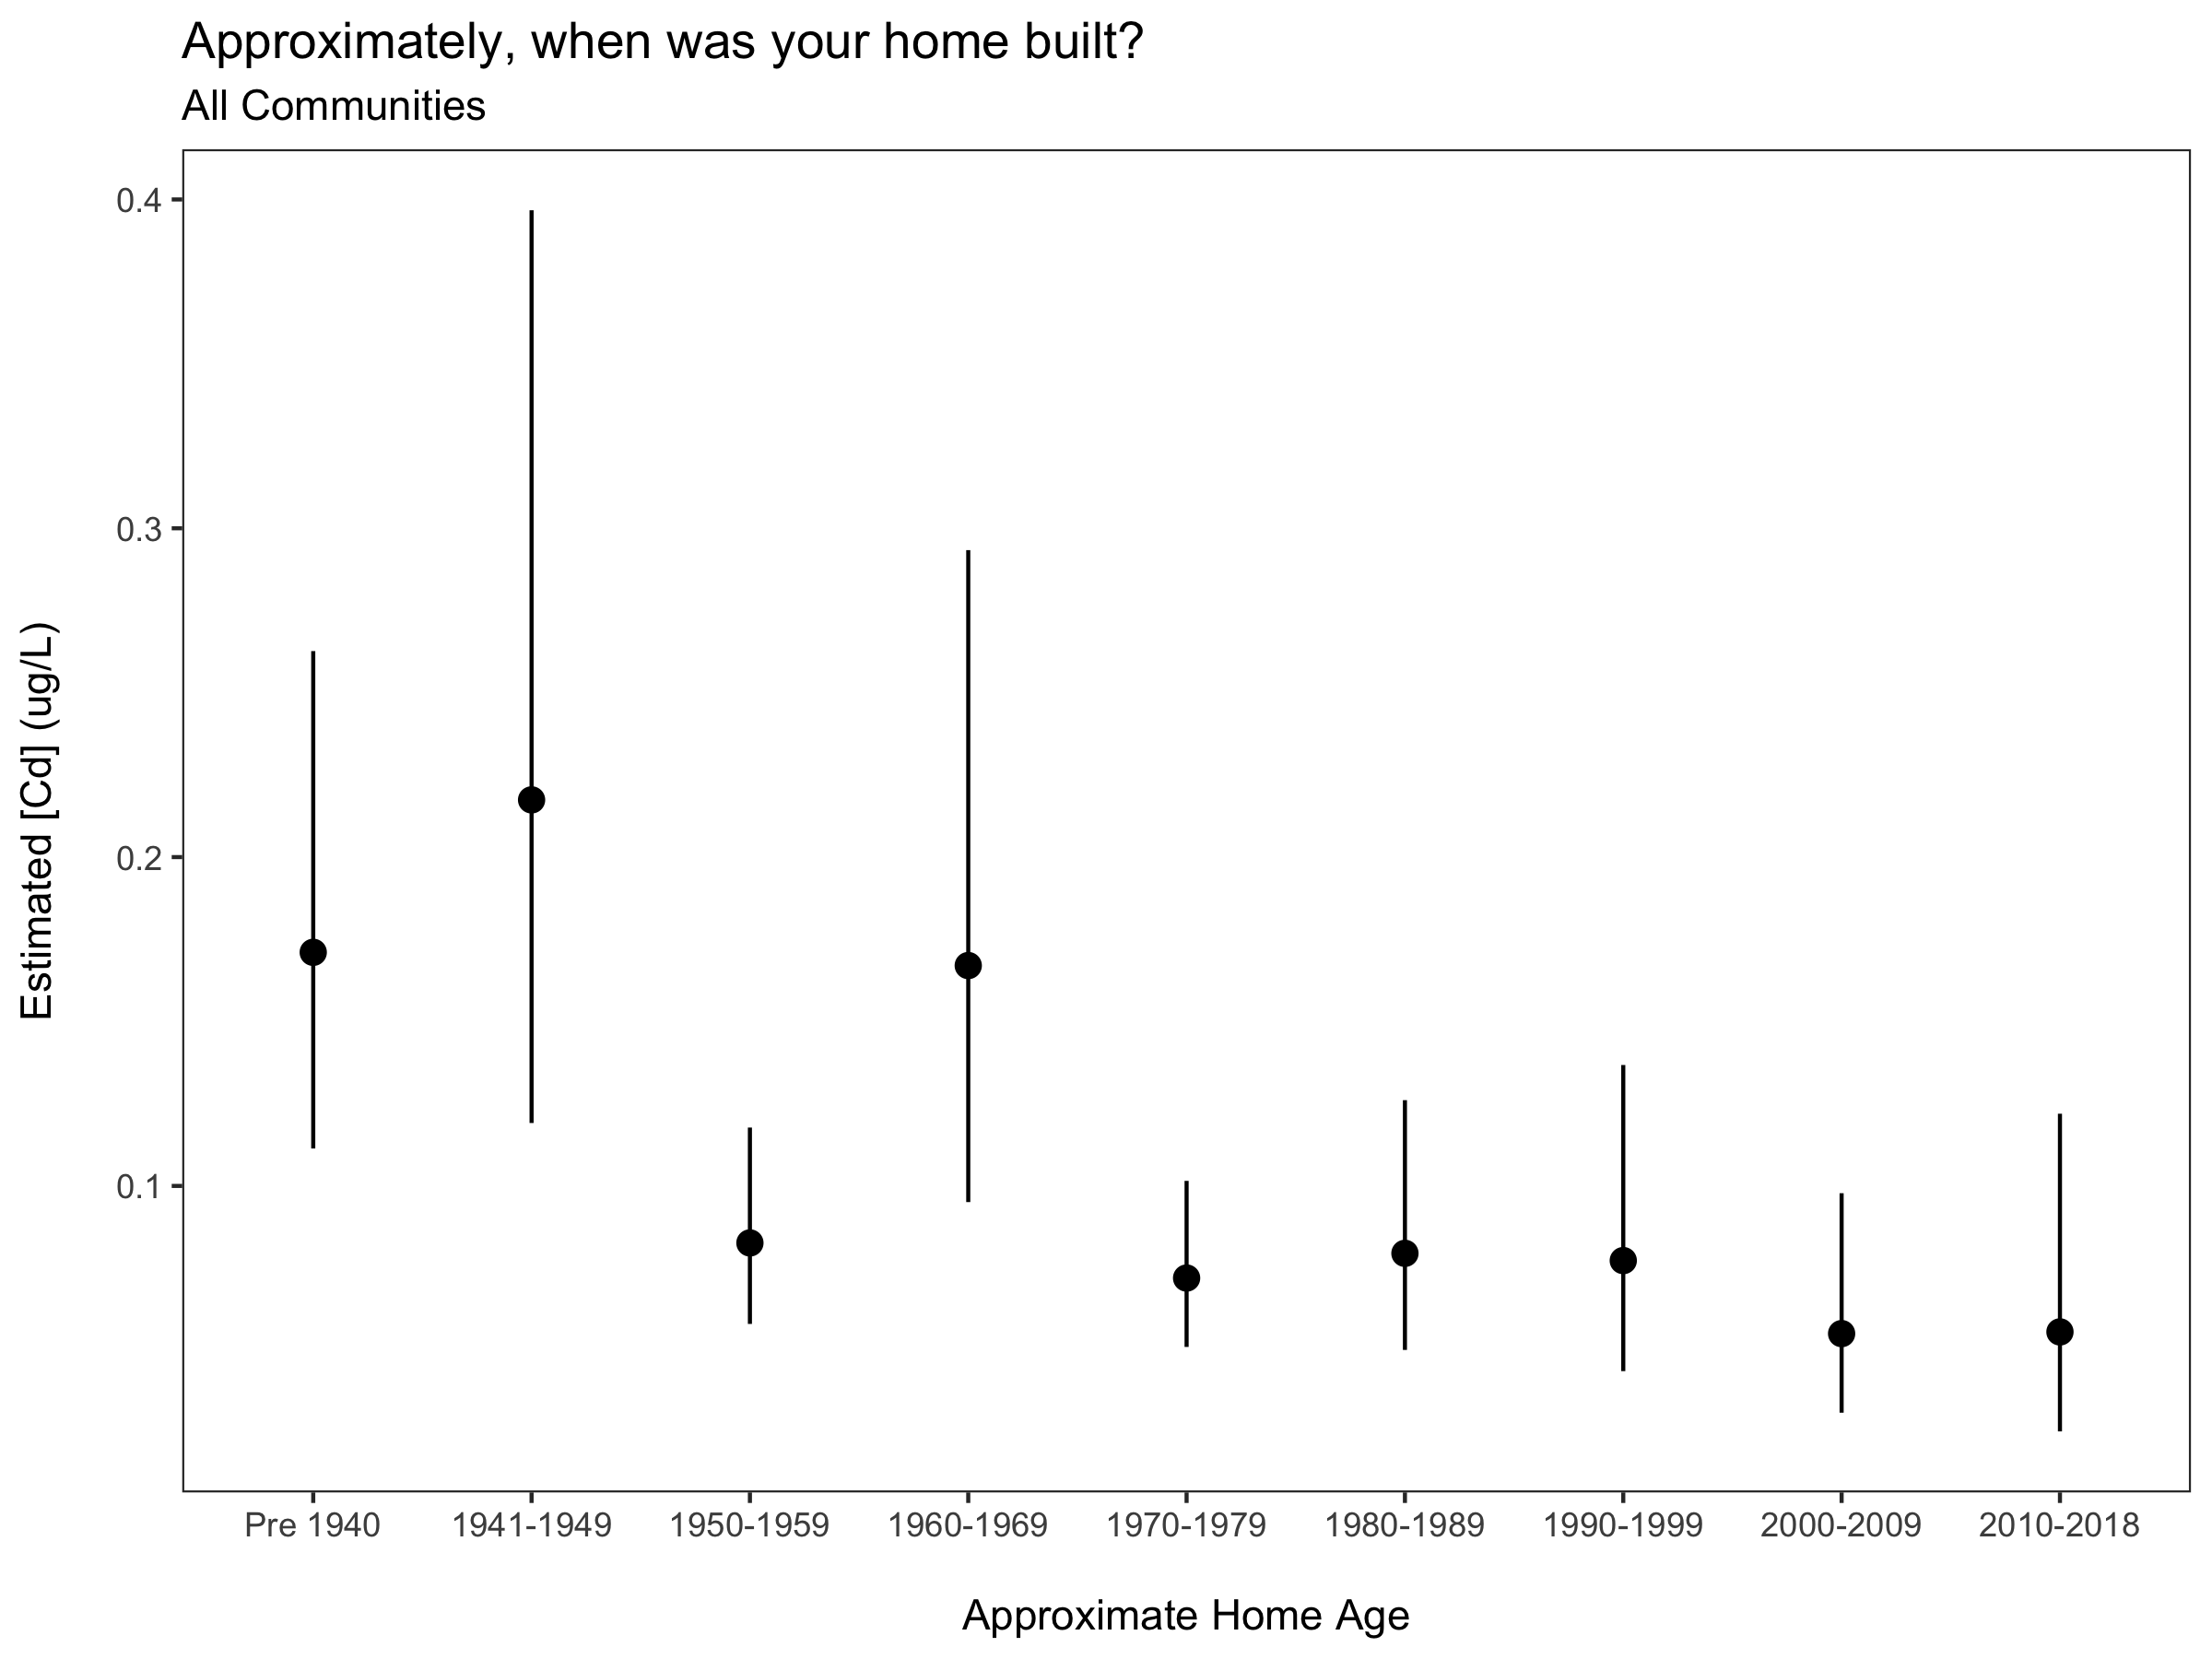 Approximately, when was your home built?
All Communities
Estimated [Cd] (ug/L)
0.4
0.3
0.2
0.1
Pre 1940 1941-1949 1950-1959 1960-1969 1970-1979 1980-1989 1990-1999 2000-2009 2010-2018
Approximate Home Age